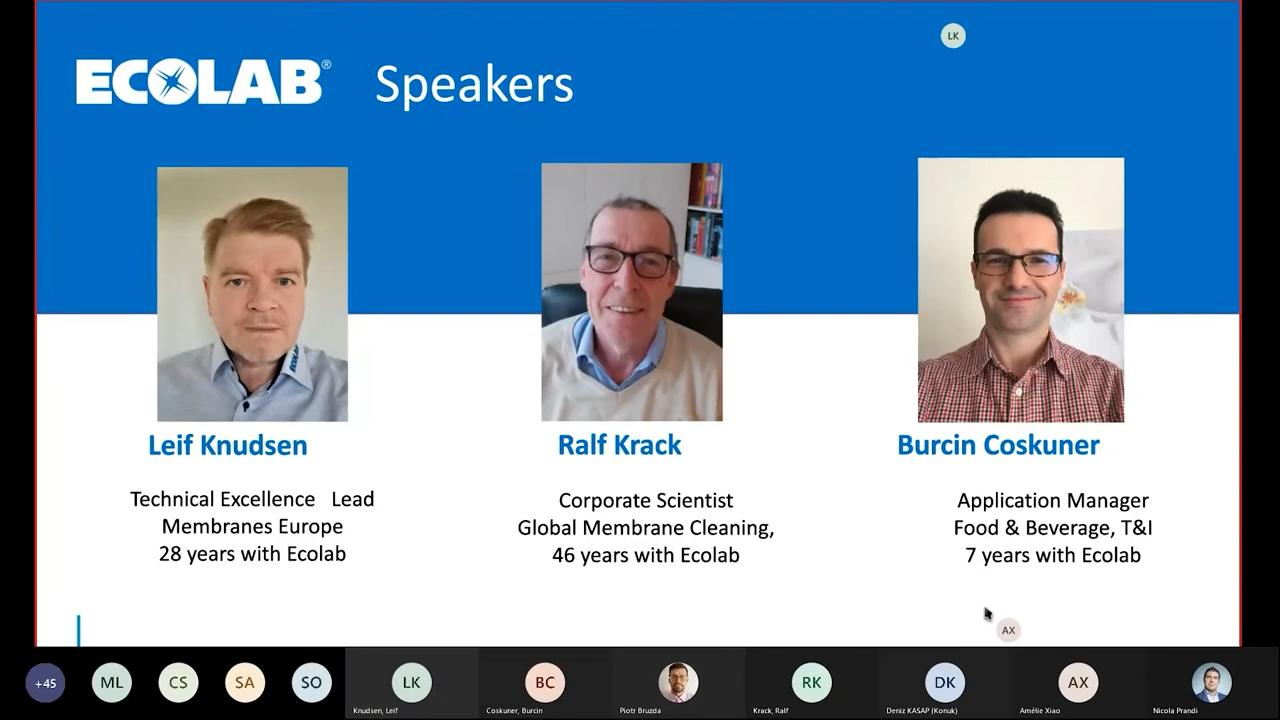 LK
ECOLAB® Speakers
ECOLAB
Leif Knudsen
Ralf Krack
Burcin Coskuner
Technical Excellence Lead
Membranes Europe
28 years with Ecolab
Corporate Scientist
Global Membrane Cleaning,
46 years with Ecolab
Application Manager
Food & Beverage, T&I
7 years with Ecolab
AX
+45 ML CS SA SO LK BC RK DK AX
Knudsen, Leif Coskuner, Burcin Piotr Bruzda Krack, Ralf Deniz KASAP (Konuk) Amélie Xiao Nicola Prandi